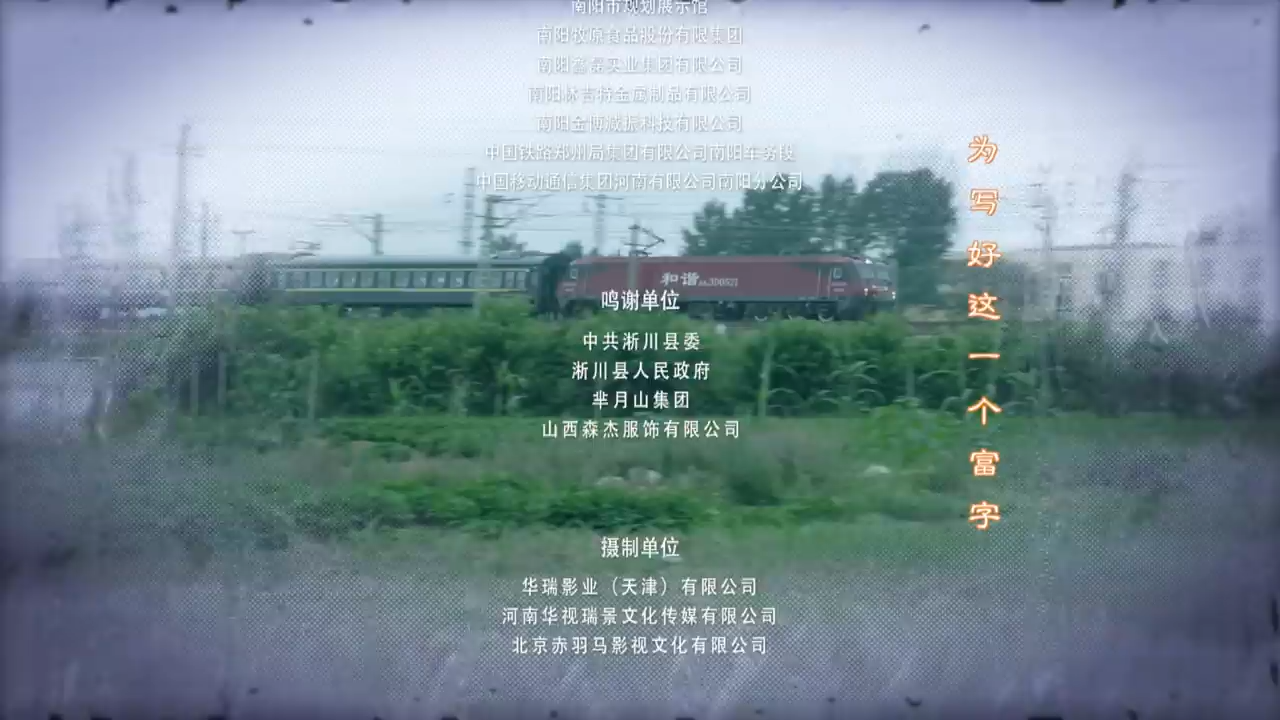 南阳市规划展示馆
南阳牧原食品股份有限集团
南阳鑫泰实业集团有限公司
南阳林吉特金属制品有限公司
南阳金博减振科技有限公司
中国铁路郑州局集团有限公司南阳车务段
中国移动通信集团河南有限公司南阳分公司
和谐
鸣谢单位
中共淅川县委
淅川县人民政府
芈月山集团
山西森杰服饰有限公司
摄制单位
华瑞影业（天津）有限公司
河南华视瑞景文化传媒有限公司
北京赤羽马影视文化有限公司
为写好这一个富字